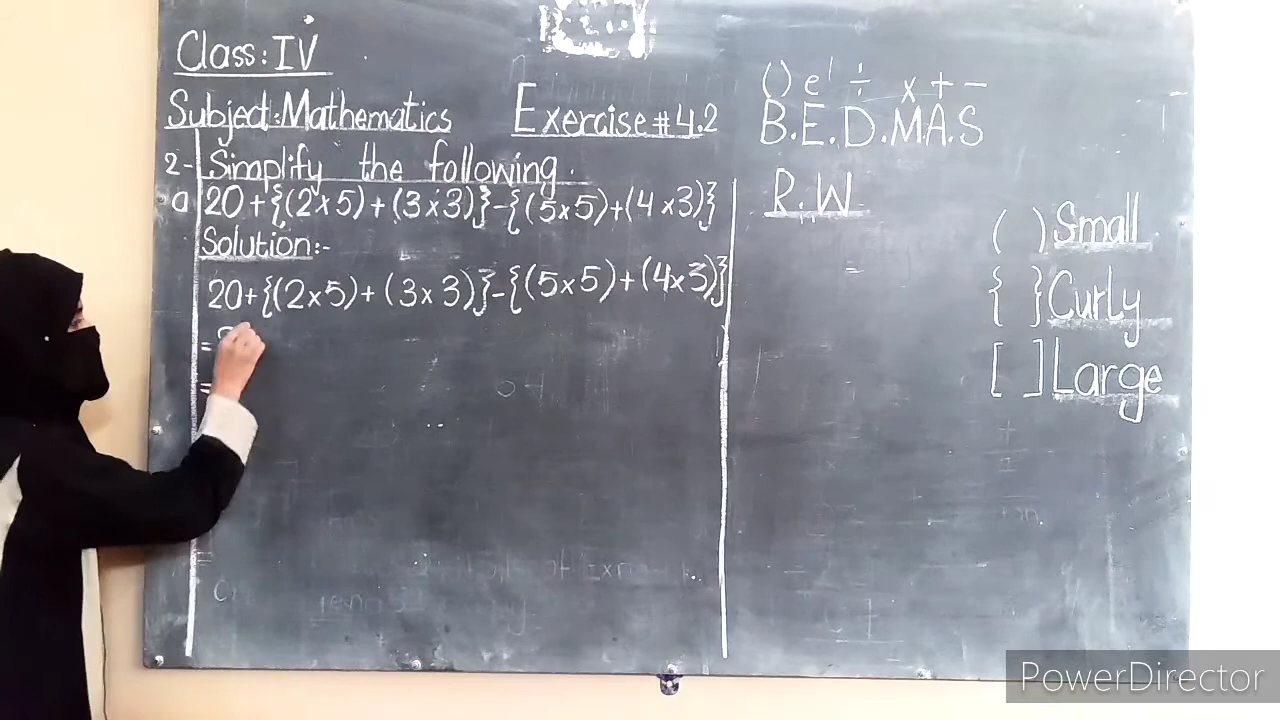 Class: IV
Subject: Mathematics Exercise # 4.2
2- Simplify the following.
a 20+{(2x5)+(3x3)}-{(5x5)+(4x3)}
Solution:-
20+{(2x5)+(3x3)}-{(5x5)+(4x3)}
=
=
() e' ÷ x + -
B.E.D.M.A.S
R.W
( ) Small
{ } Curly
[ ] Large
PowerDirector